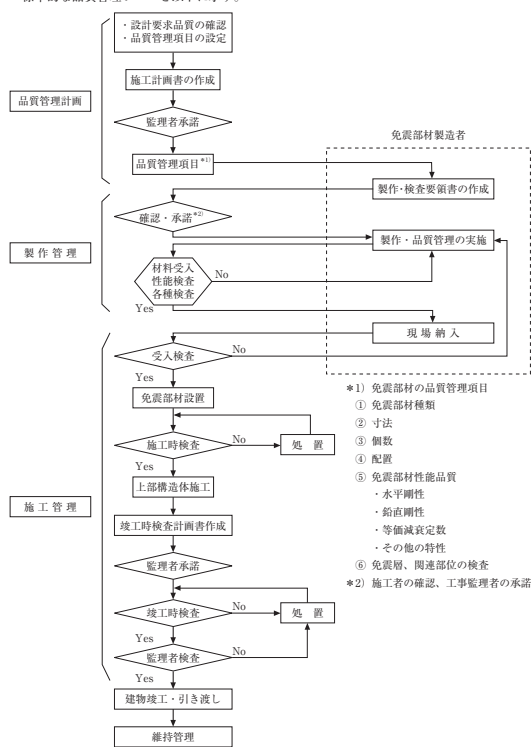 ・設計要求品質の確認
・品質管理項目の設定
施工計画書の作成
品質管理計画
監理者承諾
免震部材製造者
品質管理項目*1)
製作・検査要領書の作成
確認・承諾*2)
製作・品質管理の実施
製作管理
材料受入
性能検査
各種検査
No
Yes
現場納入
受入検査
No
Yes
免震部材設置
施工時検査
No
処置
Yes
上部構造体施工
施工管理
竣工時検査計画書作成
監理者承諾
竣工時検査
No
処置
Yes
監理者検査
No
Yes
建物竣工・引き渡し
維持管理
*1) 免震部材の品質管理項目
① 免震部材種類
② 寸法
③ 個数
④ 配置
⑤ 免震部材性能品質
・水平剛性
・鉛直剛性
・等価減衰定数
・その他の特性
⑥ 免震層、関連部位の検査
*2) 施工者の確認、工事監理者の承諾